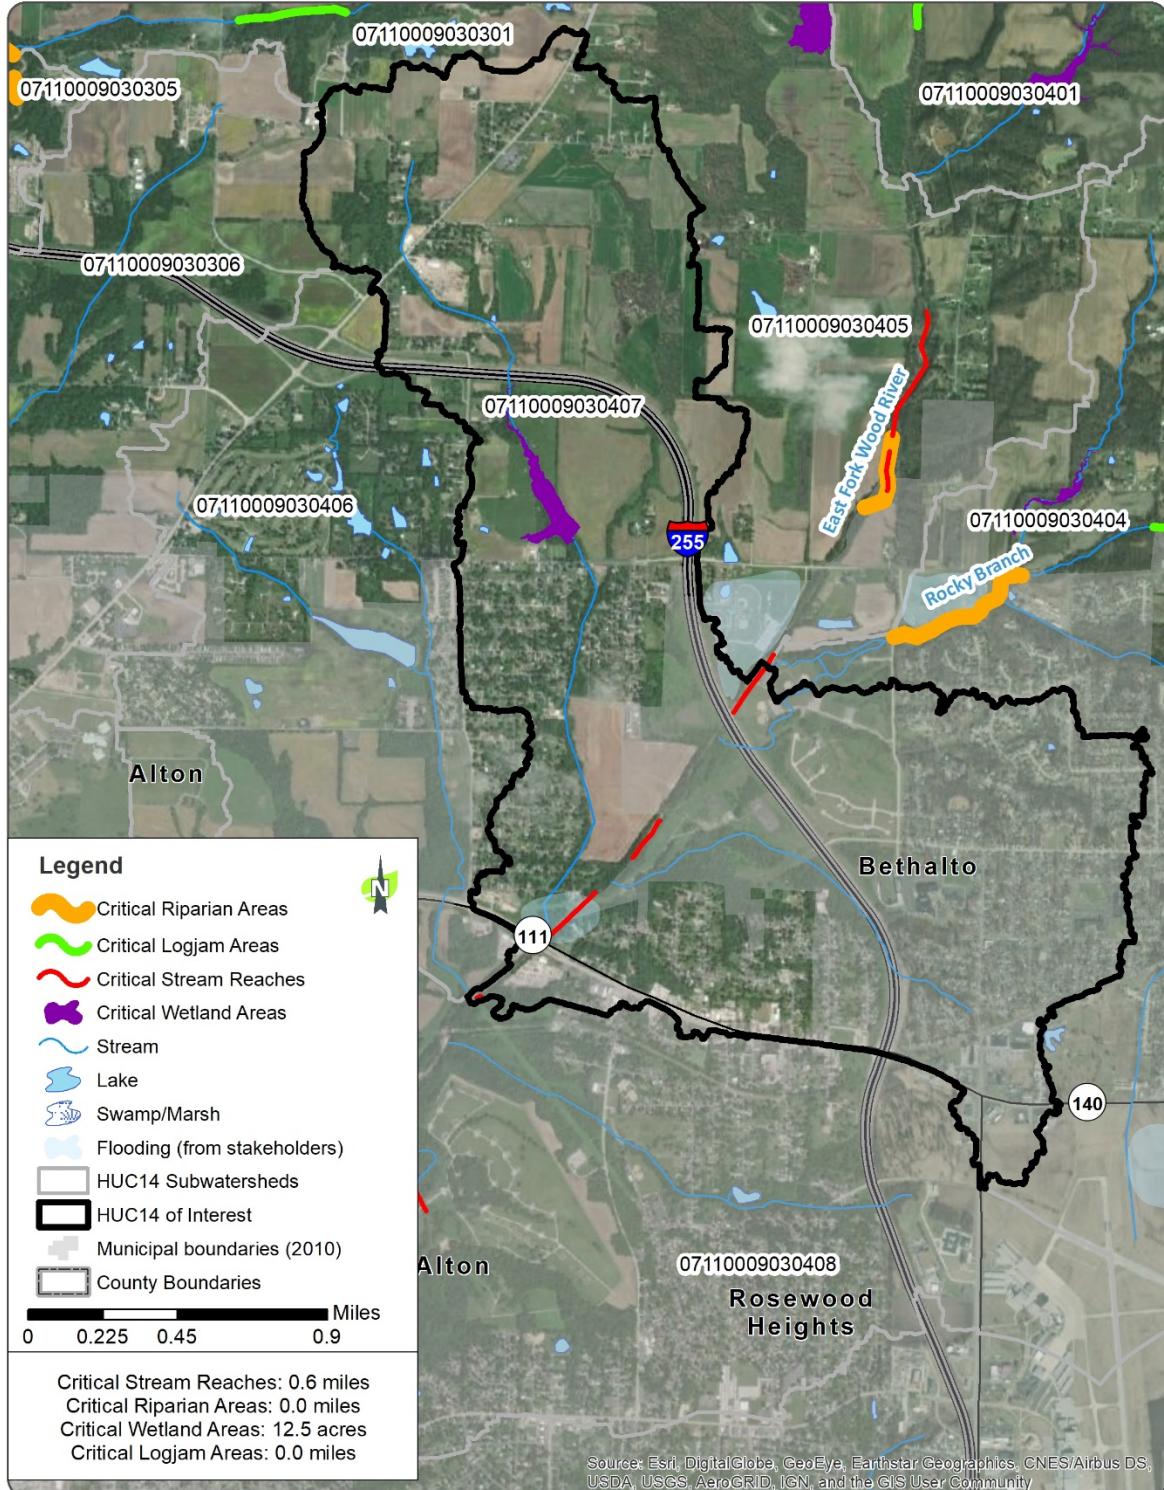 07110009030301
07110009030305
07110009030401
07110009030306
07110009030405
07110009030407
East Fork Wood River
07110009030406
07110009030404
255
Rocky Branch
Alton
Bethalto
111
140
Alton
07110009030408
Rosewood
Heights
Legend
N
Critical Riparian Areas
Critical Logjam Areas
Critical Stream Reaches
Critical Wetland Areas
Stream
Lake
Swamp/Marsh
Flooding (from stakeholders)
HUC14 Subwatersheds
HUC14 of Interest
Municipal boundaries (2010)
County Boundaries
Miles
0 0.225 0.45 0.9
Critical Stream Reaches: 0.6 miles
Critical Riparian Areas: 0.0 miles
Critical Wetland Areas: 12.5 acres
Critical Logjam Areas: 0.0 miles
Source: Esri, DigitalGlobe, GeoEye, Earthstar Geographics, CNES/Airbus DS,
USDA, USGS, AeroGRID, IGN, and the GIS User Community